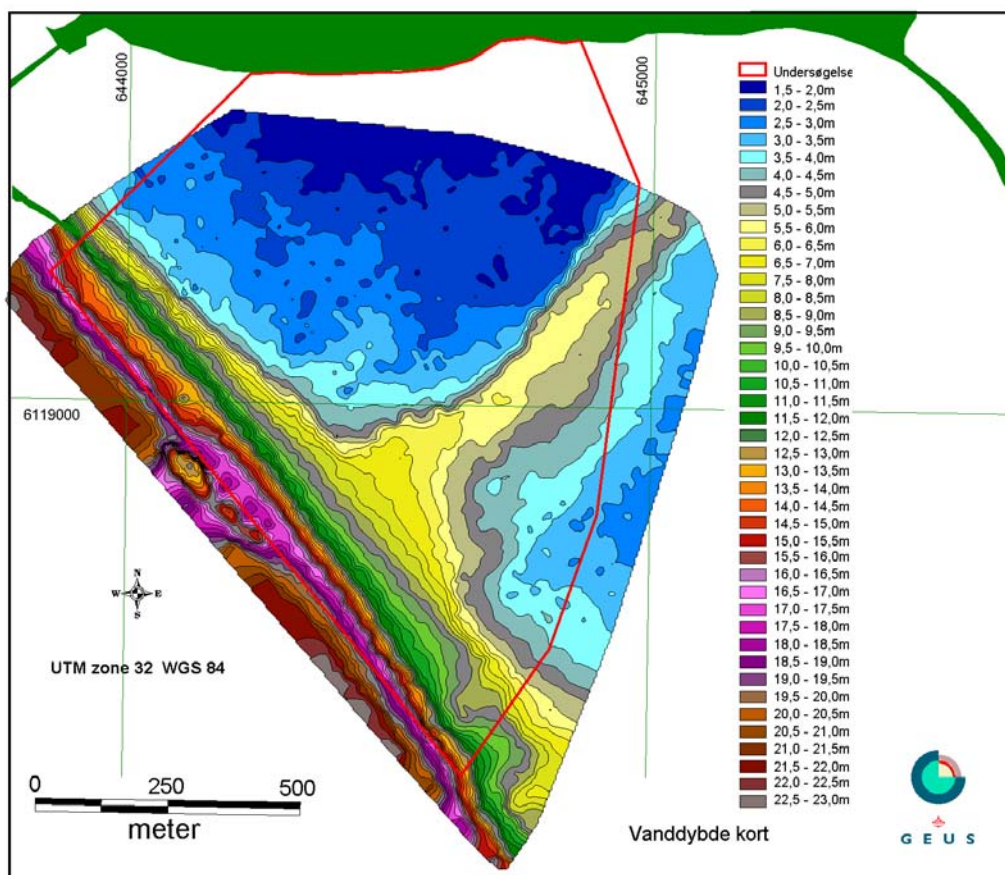 644000
645000
6119000
Undersøgelse
1,5 - 2,0m
2,0 - 2,5m
2,5 - 3,0m
3,0 - 3,5m
3,5 - 4,0m
4,0 - 4,5m
4,5 - 5,0m
5,0 - 5,5m
5,5 - 6,0m
6,0 - 6,5m
6,5 - 7,0m
7,5 - 8,0m
8,0 - 8,5m
8,5 - 9,0m
9,0 - 9,5m
9,5 - 10,0m
10,0 - 10,5m
10,5 - 11,0m
11,0 - 11,5m
11,5 - 12,0m
12,0 - 12,5m
12,5 - 13,0m
13,0 - 13,5m
13,5 - 14,0m
14,0 - 14,5m
14,5 - 15,0m
15,0 - 15,5m
15,5 - 16,0m
16,0 - 16,5m
16,5 - 17,0m
17,0 - 17,5m
17,5 - 18,0m
18,0 - 18,5m
18,5 - 19,0m
19,0 - 19,5m
19,5 - 20,0m
20,0 - 20,5m
20,5 - 21,0m
21,0 - 21,5m
21,5 - 22,0m
22,0 - 22,5m
22,5 - 23,0m
N
W E
S
UTM zone 32 WGS 84
0 250 500
meter
Vanddybde kort
GEUS